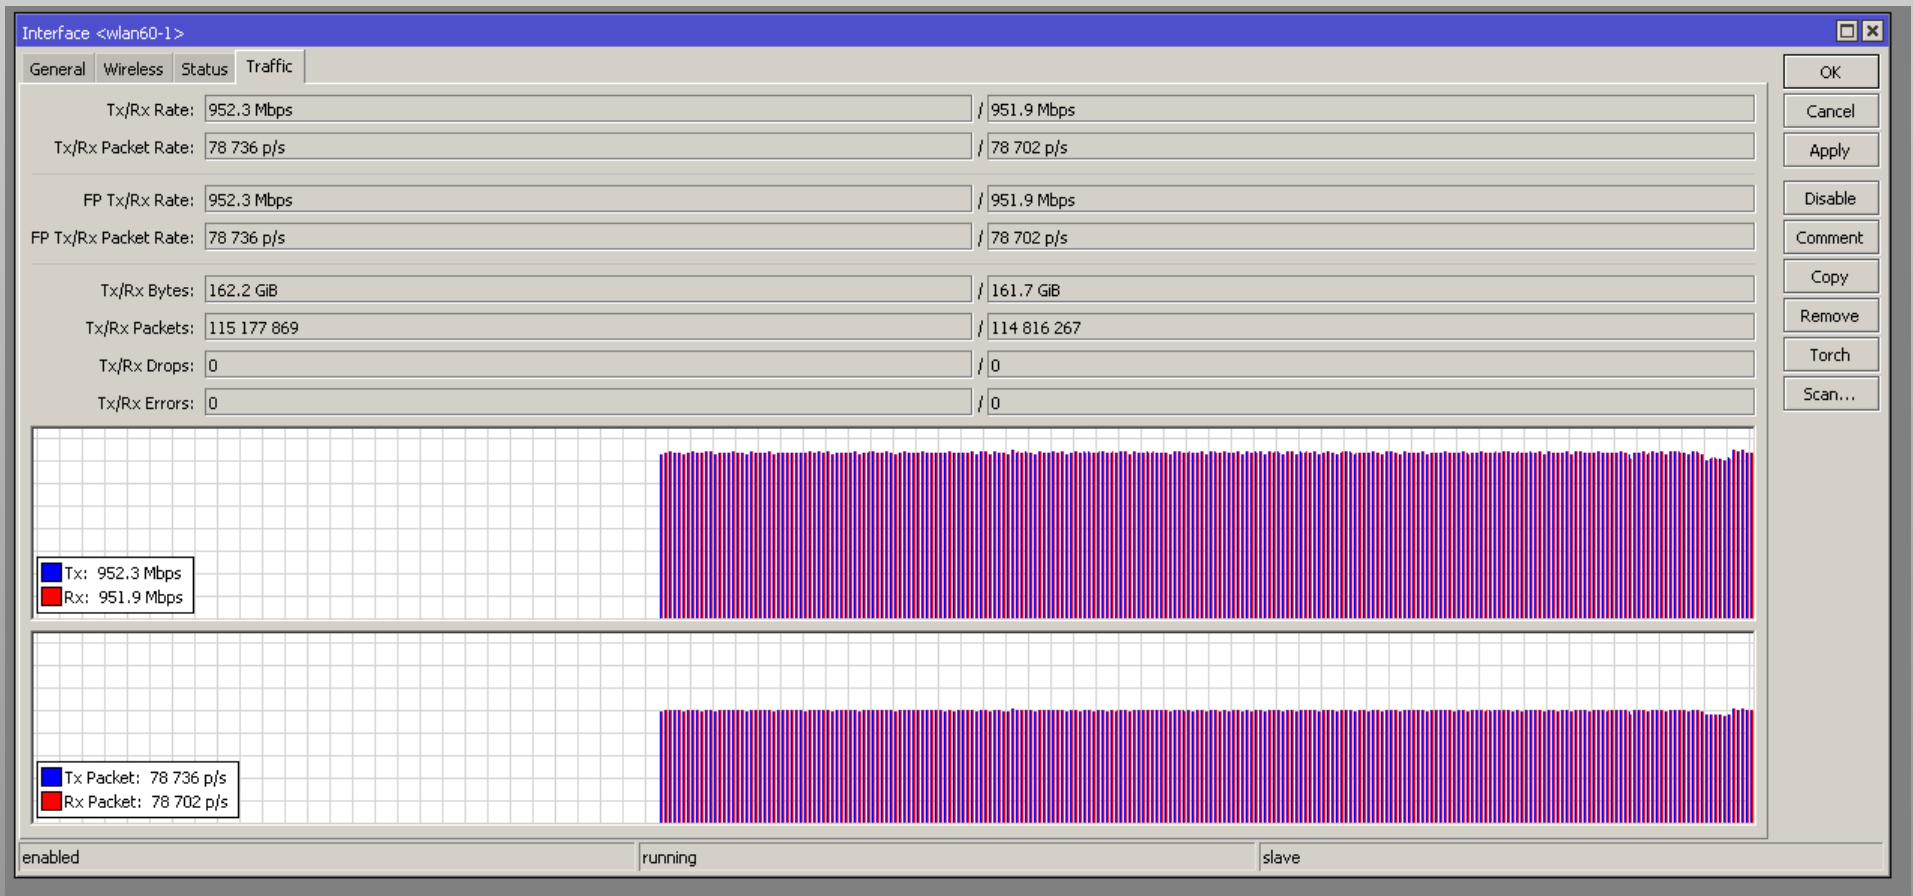 Interface <wlan60-1>
General Wireless Status Traffic
Tx/Rx Rate: 952.3 Mbps / 951.9 Mbps
Tx/Rx Packet Rate: 78 736 p/s / 78 702 p/s
FP Tx/Rx Rate: 952.3 Mbps / 951.9 Mbps
FP Tx/Rx Packet Rate: 78 736 p/s / 78 702 p/s
Tx/Rx Bytes: 162.2 GiB / 161.7 GiB
Tx/Rx Packets: 115 177 869 / 114 816 267
Tx/Rx Drops: 0 / 0
Tx/Rx Errors: 0 / 0
Tx: 952.3 Mbps
Rx: 951.9 Mbps
Tx Packet: 78 736 p/s
Rx Packet: 78 702 p/s
OK
Cancel
Apply
Disable
Comment
Copy
Remove
Torch
Scan...
enabled running slave